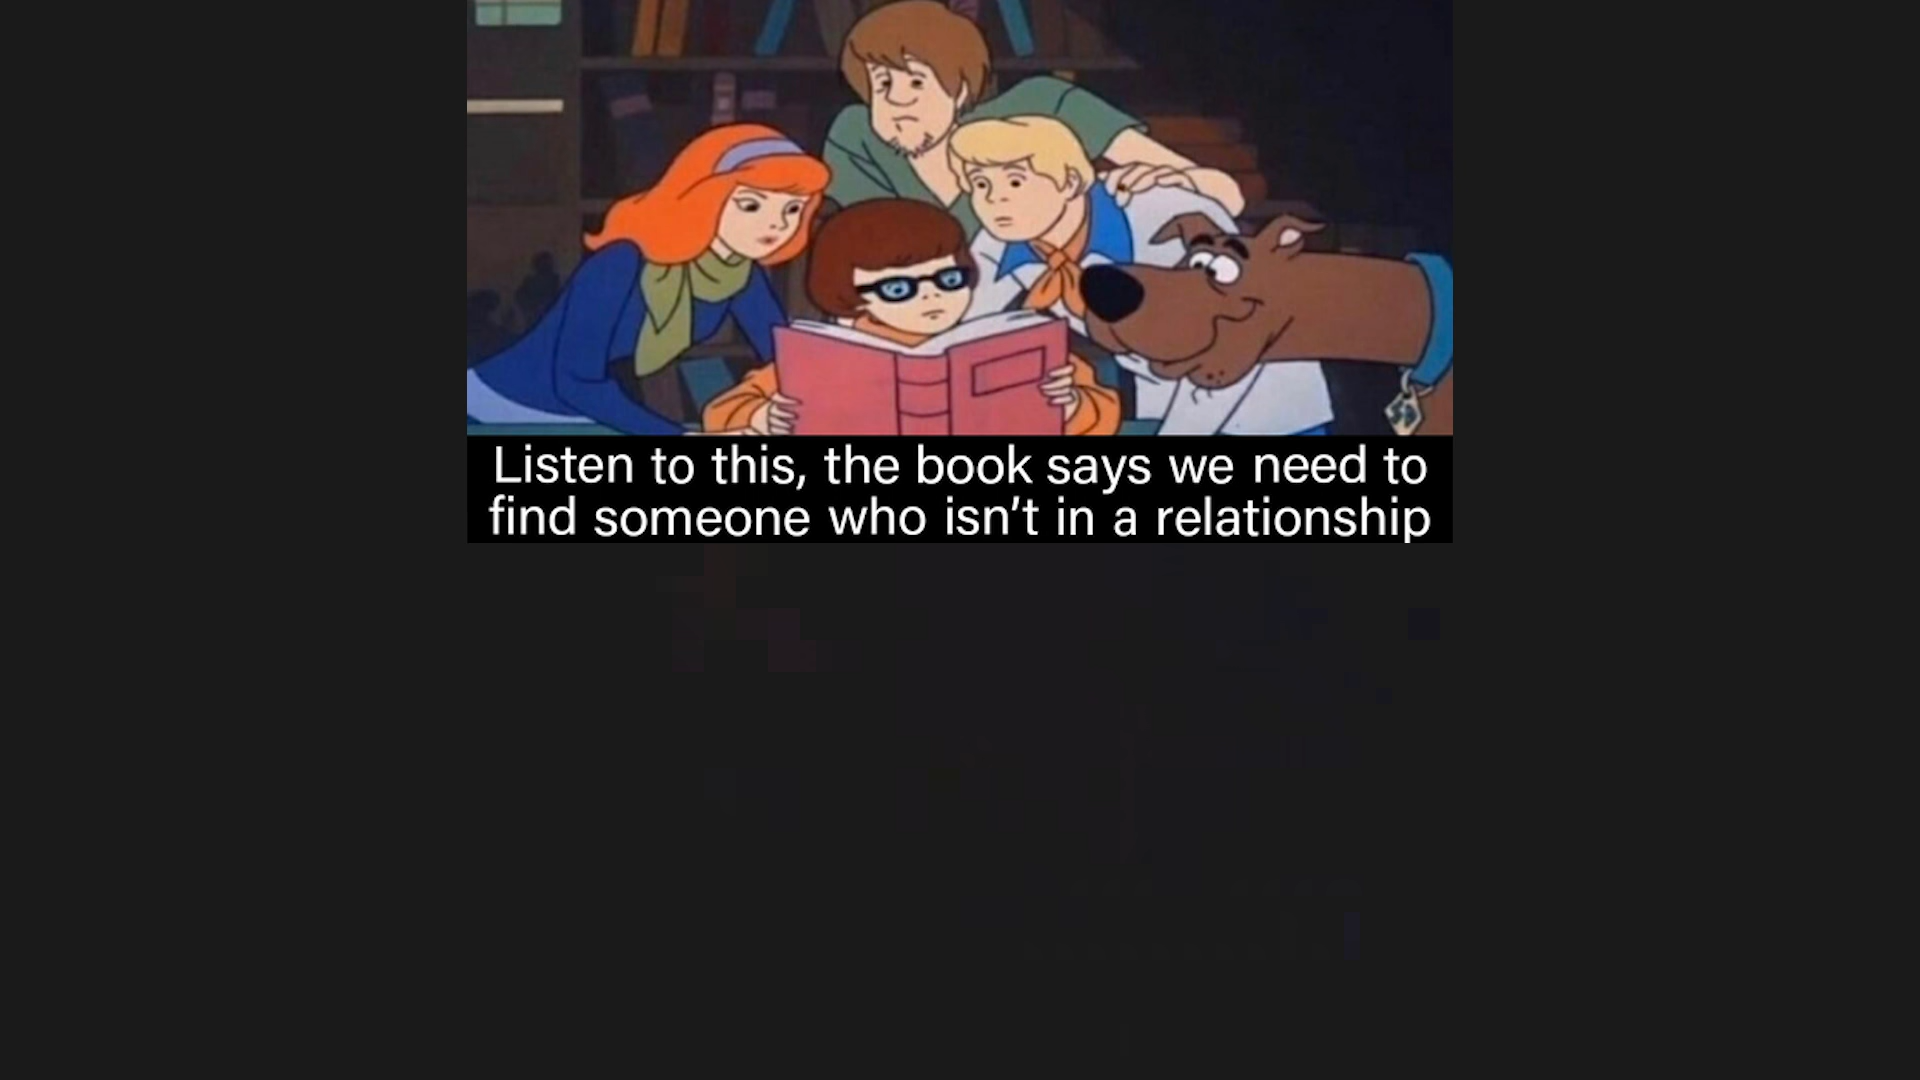 Listen to this, the book says we need to
find someone who isn’t in a relationship